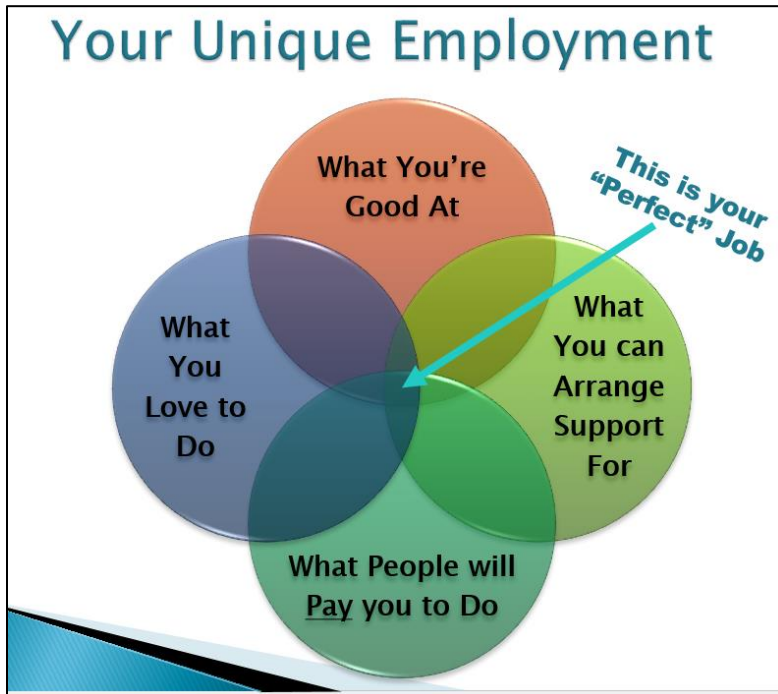 Your Unique Employment
What You’re
Good At
This is your
“Perfect” Job
What
You
Love to
Do
What
You can
Arrange
Support
For
What People will
Pay you to Do